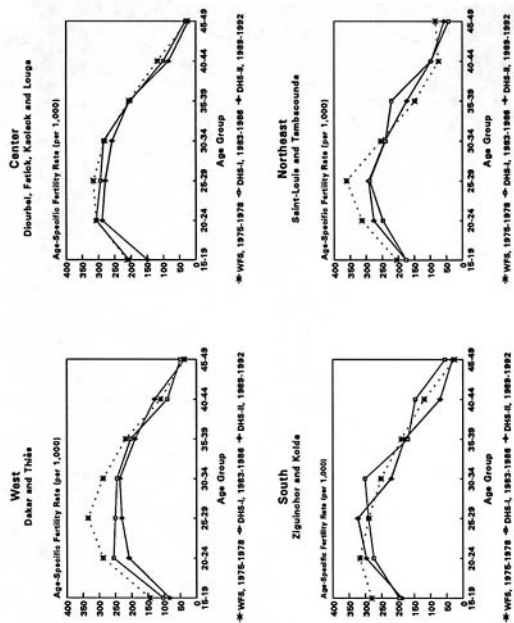 West
Dakar and Thiès
Age-Specific Fertility Rate (per 1,000)
400
350
300
250
200
150
100
50
0
15-19 20-24 25-29 30-34 35-39 40-44 45-49
Age Group
WFS, 1975-1978 DHS-I, 1983-1986 DHS-II, 1989-1992
Center
Diourbel, Fatick, Kaolack and Louga
Age-Specific Fertility Rate (per 1,000)
400
350
300
250
200
150
100
50
0
15-19 20-24 25-29 30-34 35-39 40-44 45-49
Age Group
WFS, 1975-1978 DHS-I, 1983-1986 DHS-II, 1989-1992
South
Ziguinchor and Kolda
Age-Specific Fertility Rate (per 1,000)
400
350
300
250
200
150
100
50
0
15-19 20-24 25-29 30-34 35-39 40-44 45-49
Age Group
WFS, 1975-1978 DHS-I, 1983-1986 DHS-II, 1989-1992
Northeast
Saint-Louis and Tambacounda
Age-Specific Fertility Rate (per 1,000)
400
350
300
250
200
150
100
50
0
15-19 20-24 25-29 30-34 35-39 40-44 45-49
Age Group
WFS, 1975-1978 DHS-I, 1983-1986 DHS-II, 1989-1992